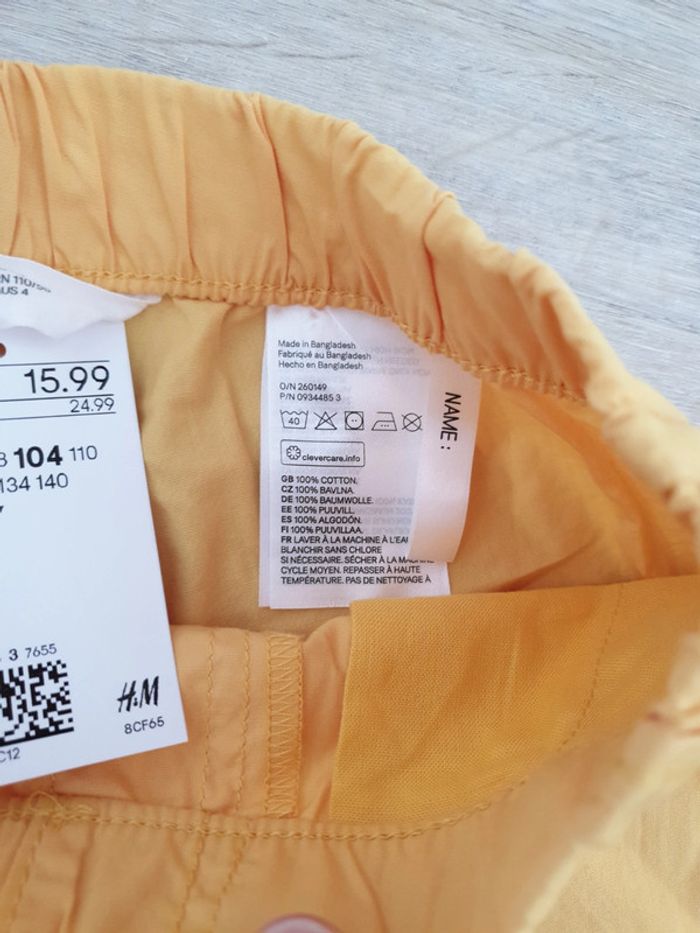 N 110/56
US 4
15.99
24.99
104 110
134 140
3 7655
H&M
8CF65
C12
Made in Bangladesh
Fabriqué au Bangladesh
Hecho en Bangladesh
O/N 260149
P/N 0934485 3
40
clevercare.info
GB 100% COTTON.
CZ 100% BAVLNA.
DE 100% BAUMWOLLE.
EE 100% PUUVILL.
ES 100% ALGODÓN.
FI 100% PUUVILLAA.
FR LAVER À LA MACHINE À L'EAU
BLANCHIR SANS CHLORE
SI NÉCESSAIRE. SÉCHER À LA MACHINE
CYCLE MOYEN. REPASSER À HAUTE
TEMPÉRATURE. PAS DE NETTOYAGE À
NAME :